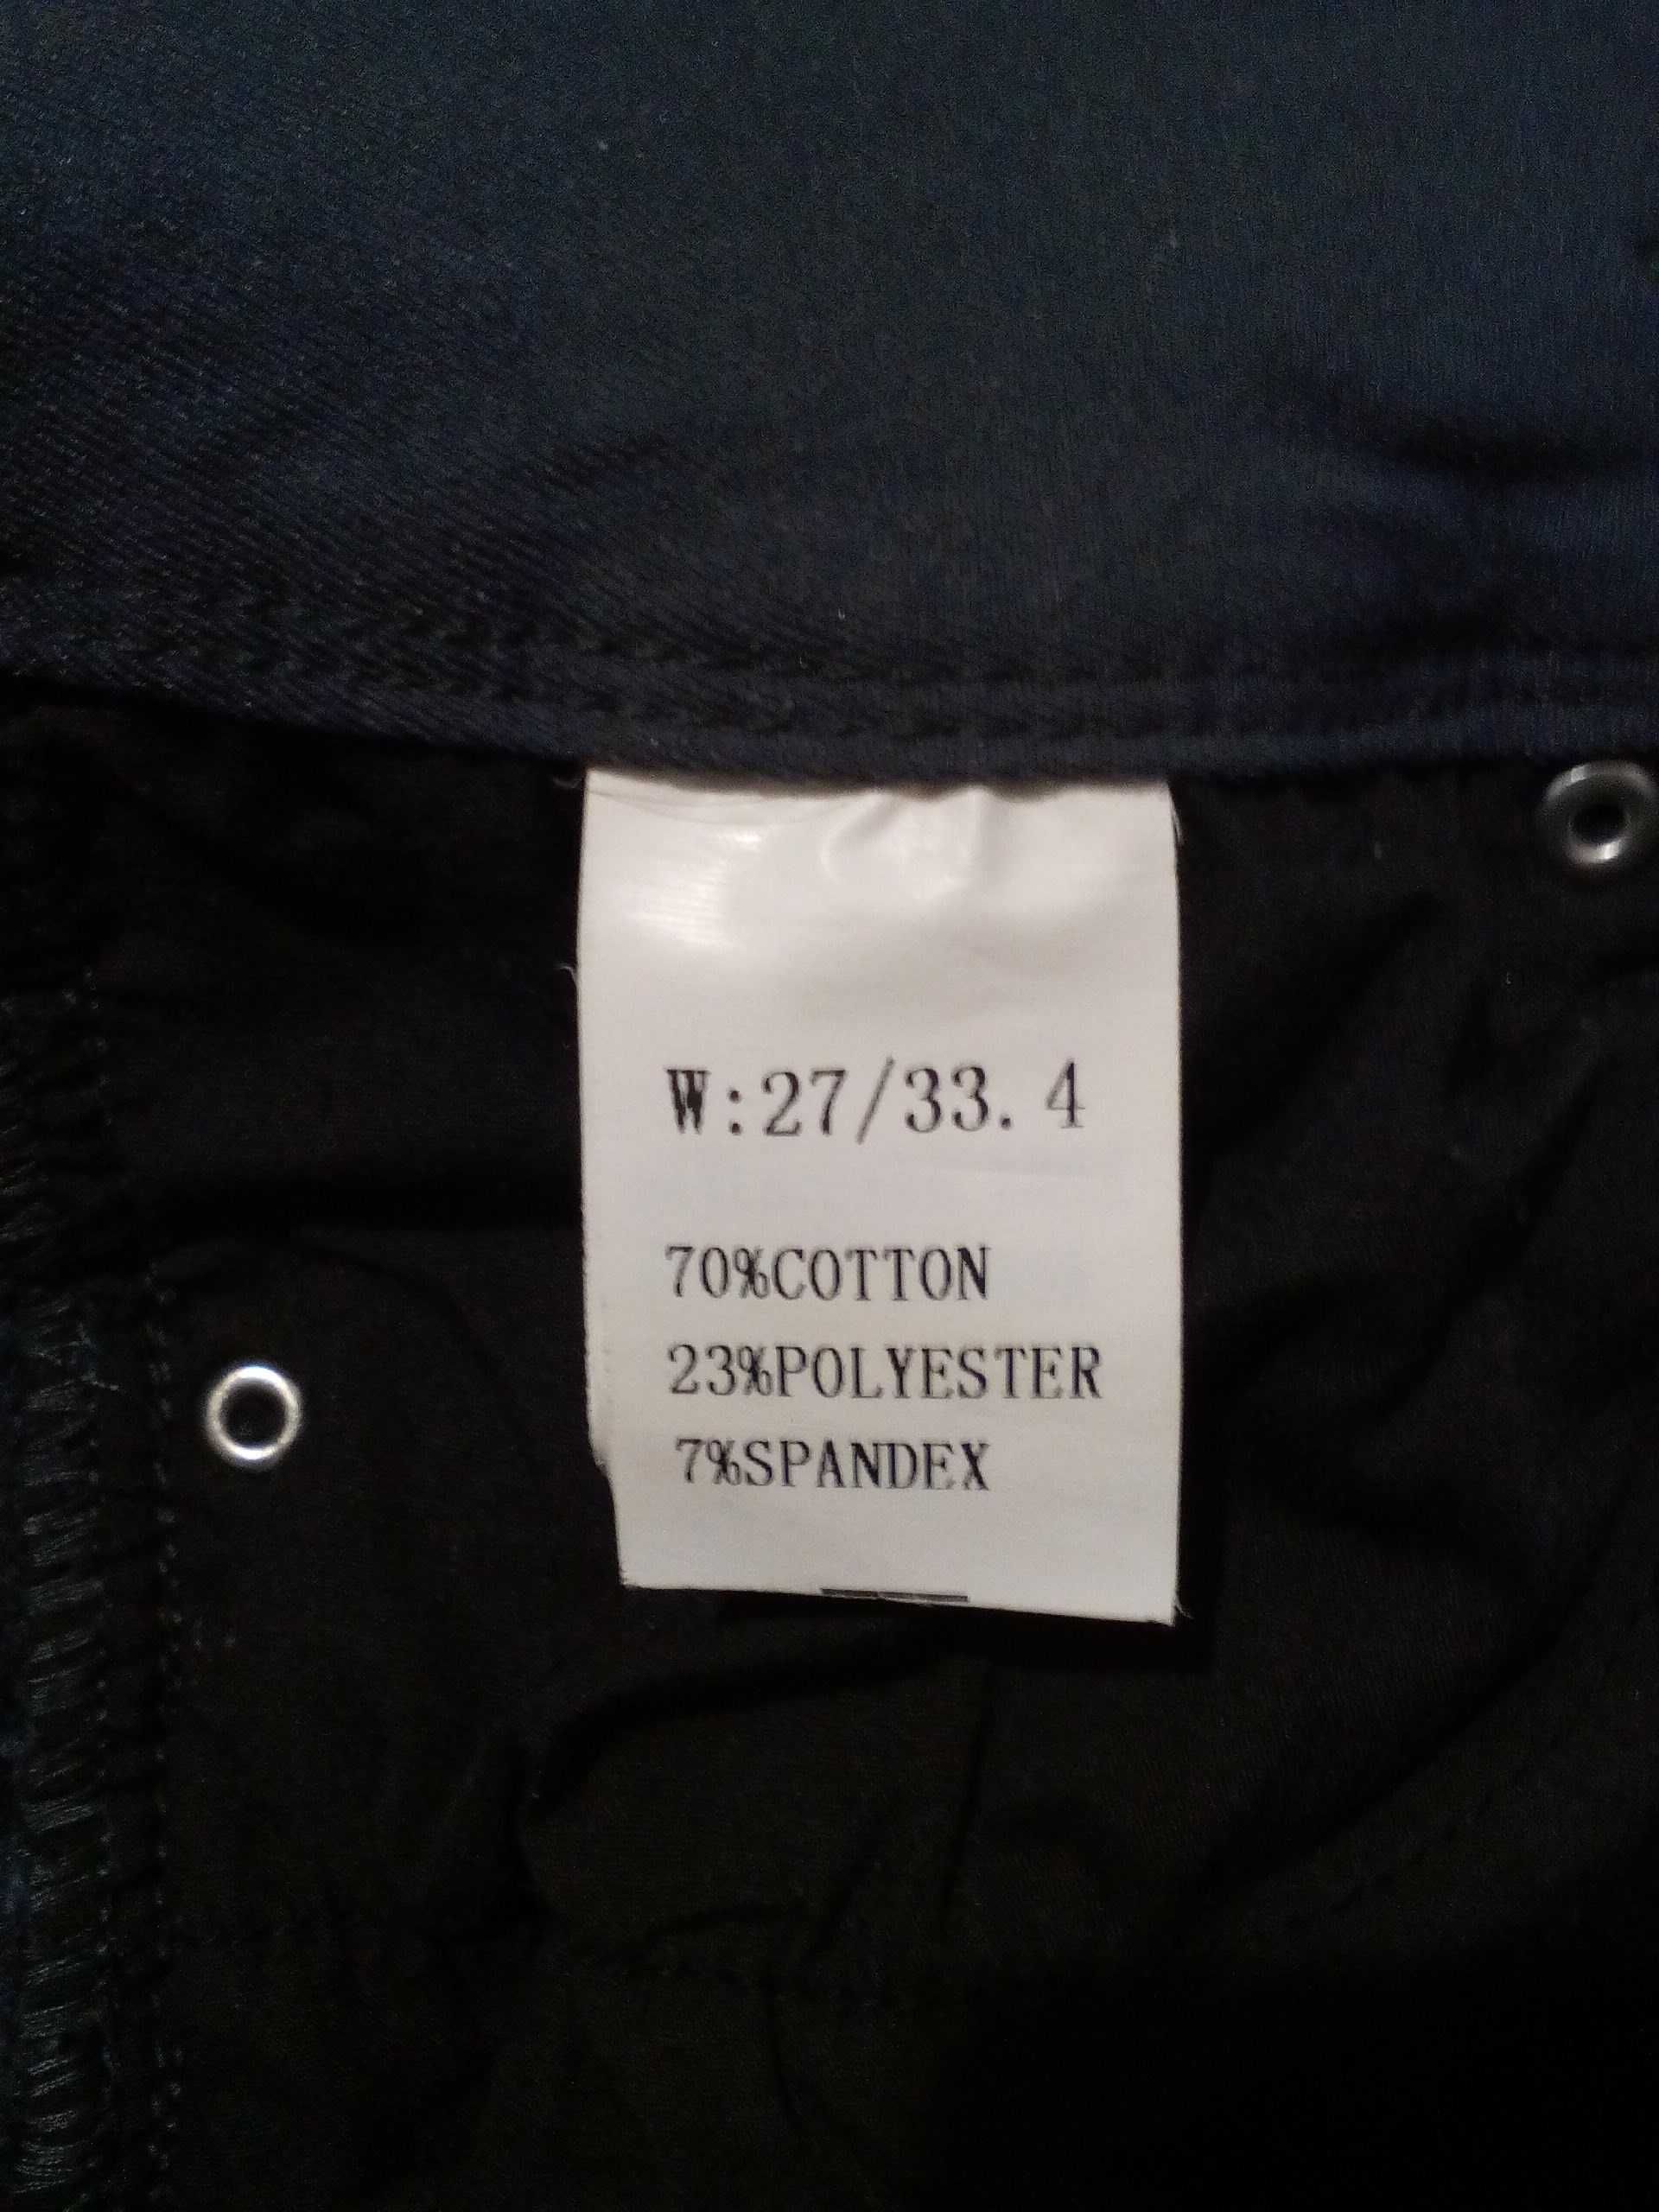 W:27/33.4
70%COTTON
23%POLYESTER
7%SPANDEX